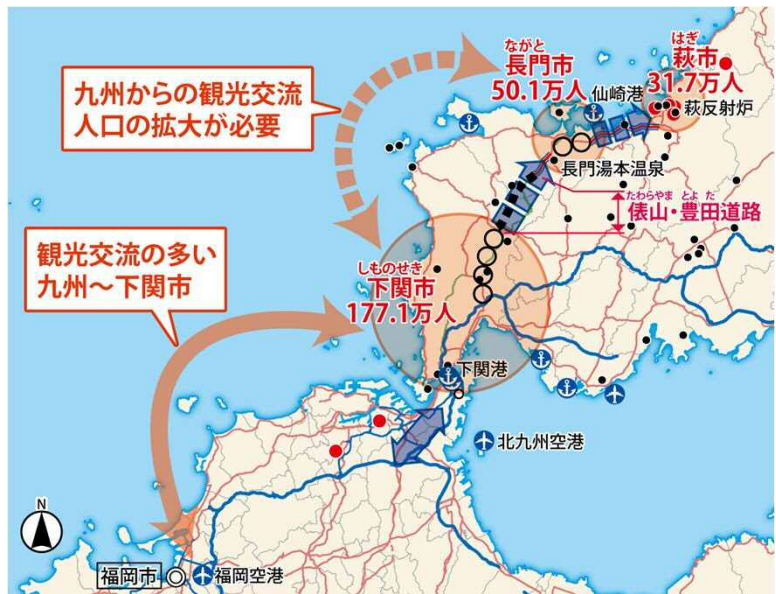 九州からの観光交流
人口の拡大が必要
ながと
長門市
50.1万人
仙崎港
はぎ
萩市
31.7万人
萩反射炉
長門湯本温泉
たわらやま とよた
俵山・豊田道路
観光交流の多い
九州～下関市
しものせき
下関市
177.1万人
下関港
北九州空港
N
福岡市
福岡空港